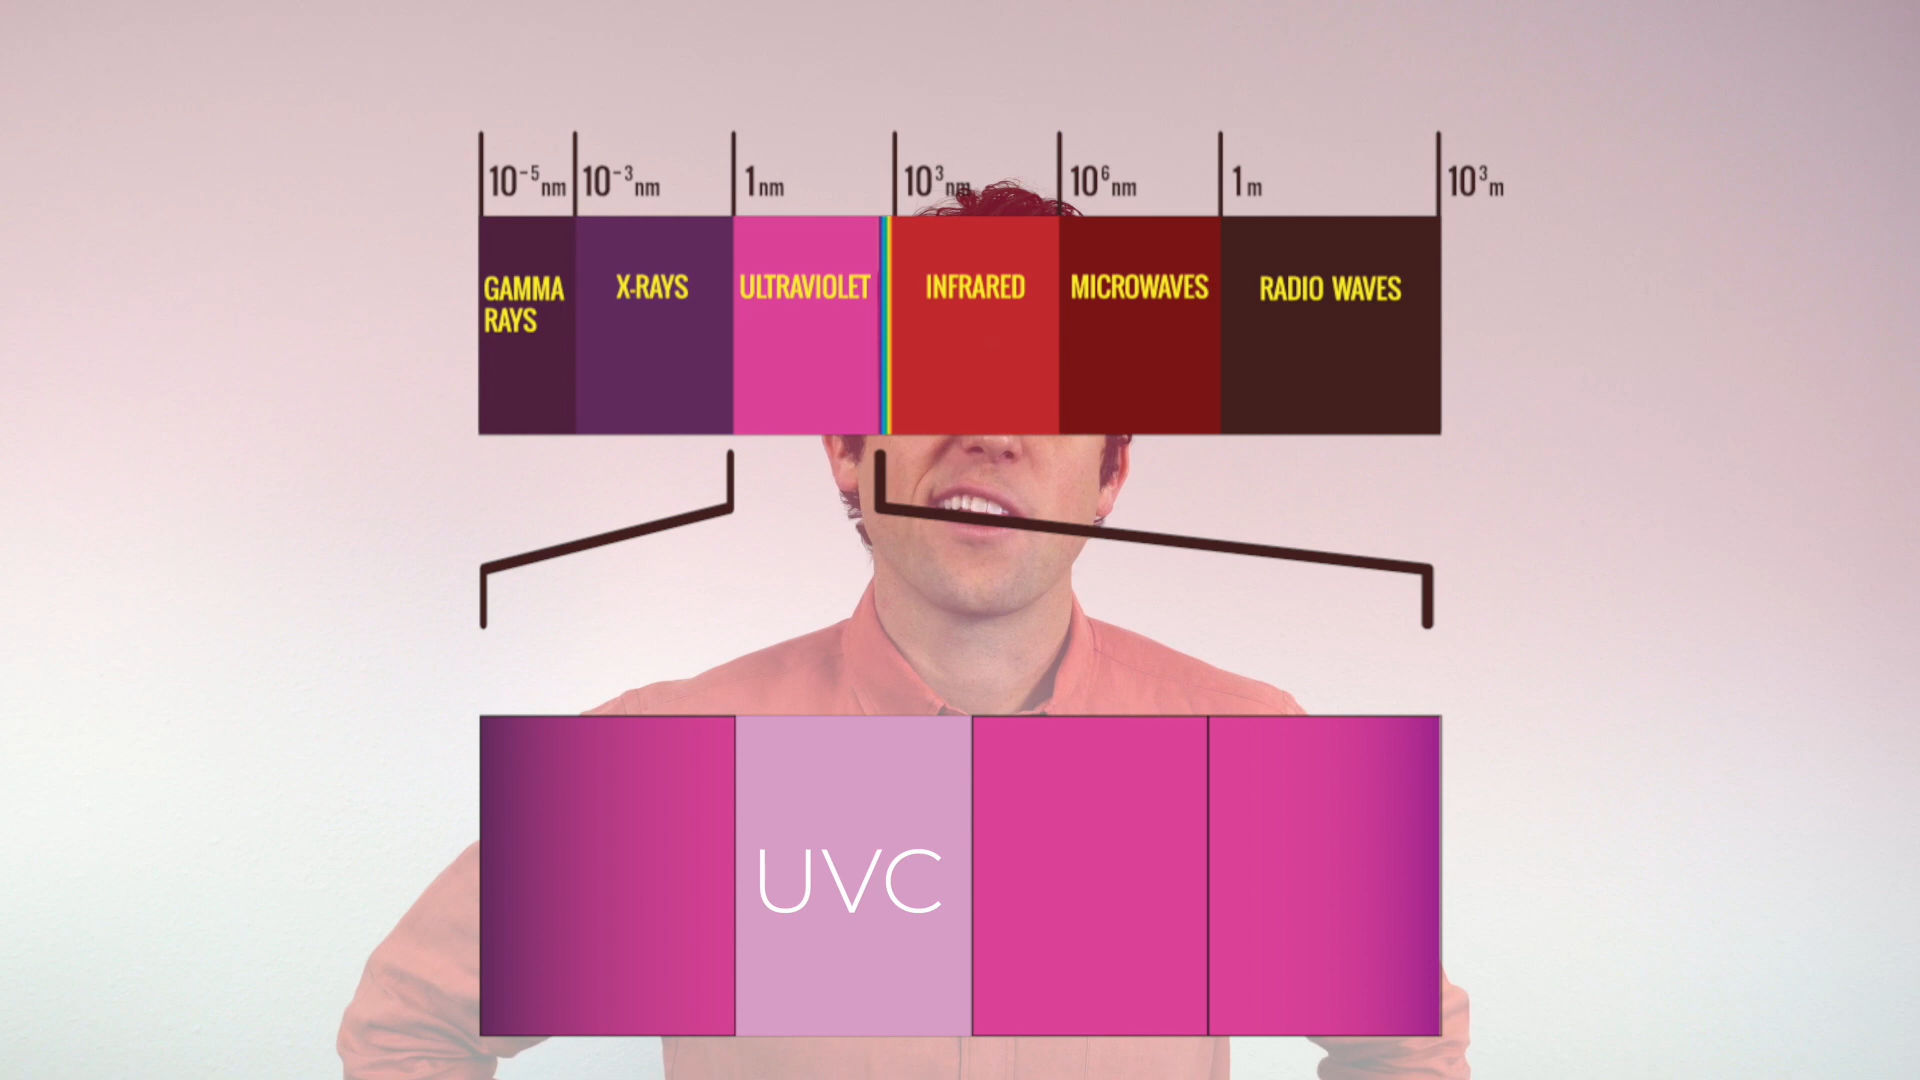 10⁻⁵nm 10⁻³nm 1nm 10³nm 10⁶nm 1m 10³m
GAMMA RAYS X-RAYS ULTRAVIOLET INFRARED MICROWAVES RADIO WAVES
UVC